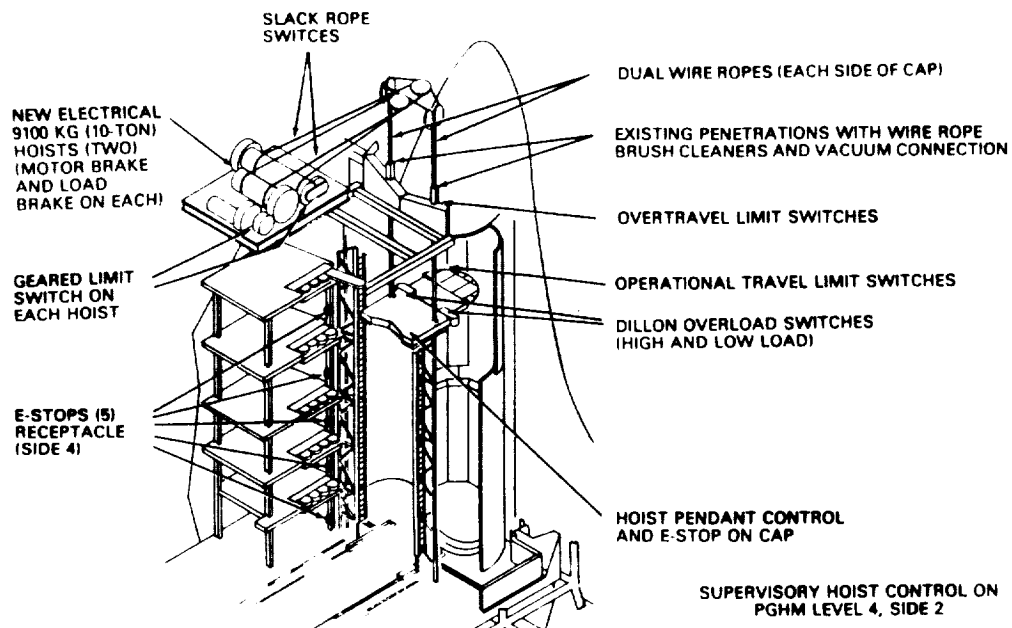 SLACK ROPE
SWITCES
NEW ELECTRICAL
9100 KG (10-TON)
HOISTS (TWO)
(MOTOR BRAKE
AND LOAD
BRAKE ON EACH)
GEARED LIMIT
SWITCH ON
EACH HOIST
E-STOPS (5)
RECEPTACLE
(SIDE 4)
DUAL WIRE ROPES (EACH SIDE OF CAP)
EXISTING PENETRATIONS WITH WIRE ROPE
BRUSH CLEANERS AND VACUUM CONNECTION
OVERTRAVEL LIMIT SWITCHES
OPERATIONAL TRAVEL LIMIT SWITCHES
DILLON OVERLOAD SWITCHES
(HIGH AND LOW LOAD)
HOIST PENDANT CONTROL
AND E-STOP ON CAP
SUPERVISORY HOIST CONTROL ON
PGHM LEVEL 4, SIDE 2